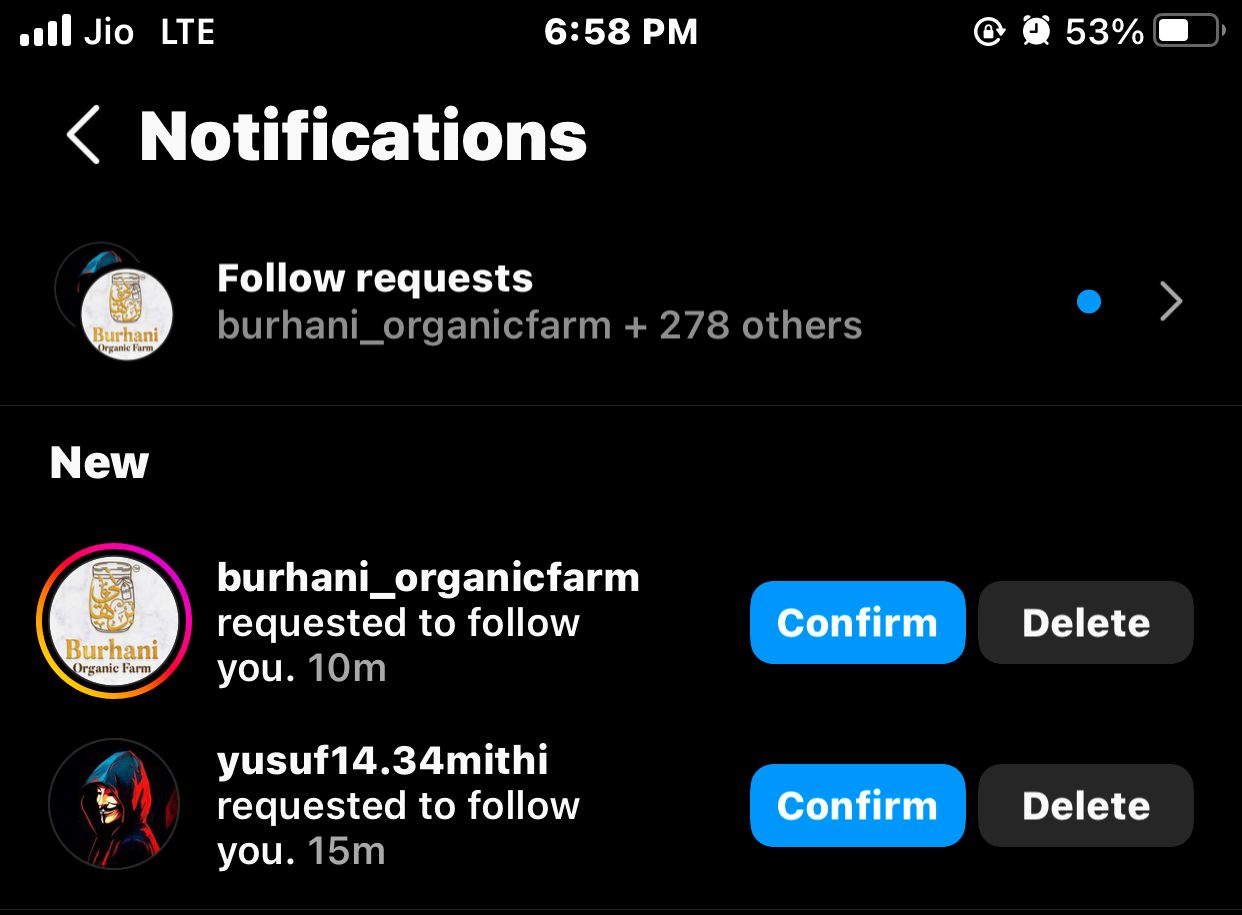 Jio LTE 6:58 PM 53%
Notifications
Follow requests
burhani_organicfarm + 278 others
Burhani
Organic Farm
New
burhani_organicfarm
requested to follow
you. 10m
Confirm Delete
Burhani
Organic Farm
yusuf14.34mithi
requested to follow
you. 15m
Confirm Delete